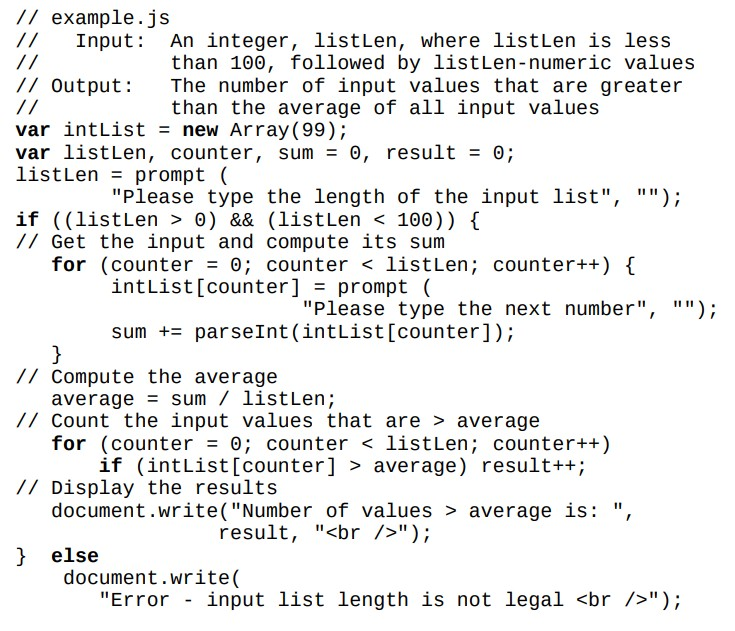 // example.js
//   Input:  An integer, listLen, where listLen is less
//           than 100, followed by listLen-numeric values
// Output:   The number of input values that are greater
//           than the average of all input values
var intList = new Array(99);
var listLen, counter, sum = 0, result = 0;
listLen = prompt (
        "Please type the length of the input list", "");
if ((listLen > 0) && (listLen < 100)) {
// Get the input and compute its sum
   for (counter = 0; counter < listLen; counter++) {
        intList[counter] = prompt (
                        "Please type the next number", "");
        sum += parseInt(intList[counter]);
   }
// Compute the average
   average = sum / listLen;
// Count the input values that are > average
   for (counter = 0; counter < listLen; counter++)
       if (intList[counter] > average) result++;
// Display the results
   document.write("Number of values > average is: ",
                 result, "<br />");
}  else
    document.write(
       "Error - input list length is not legal <br />");